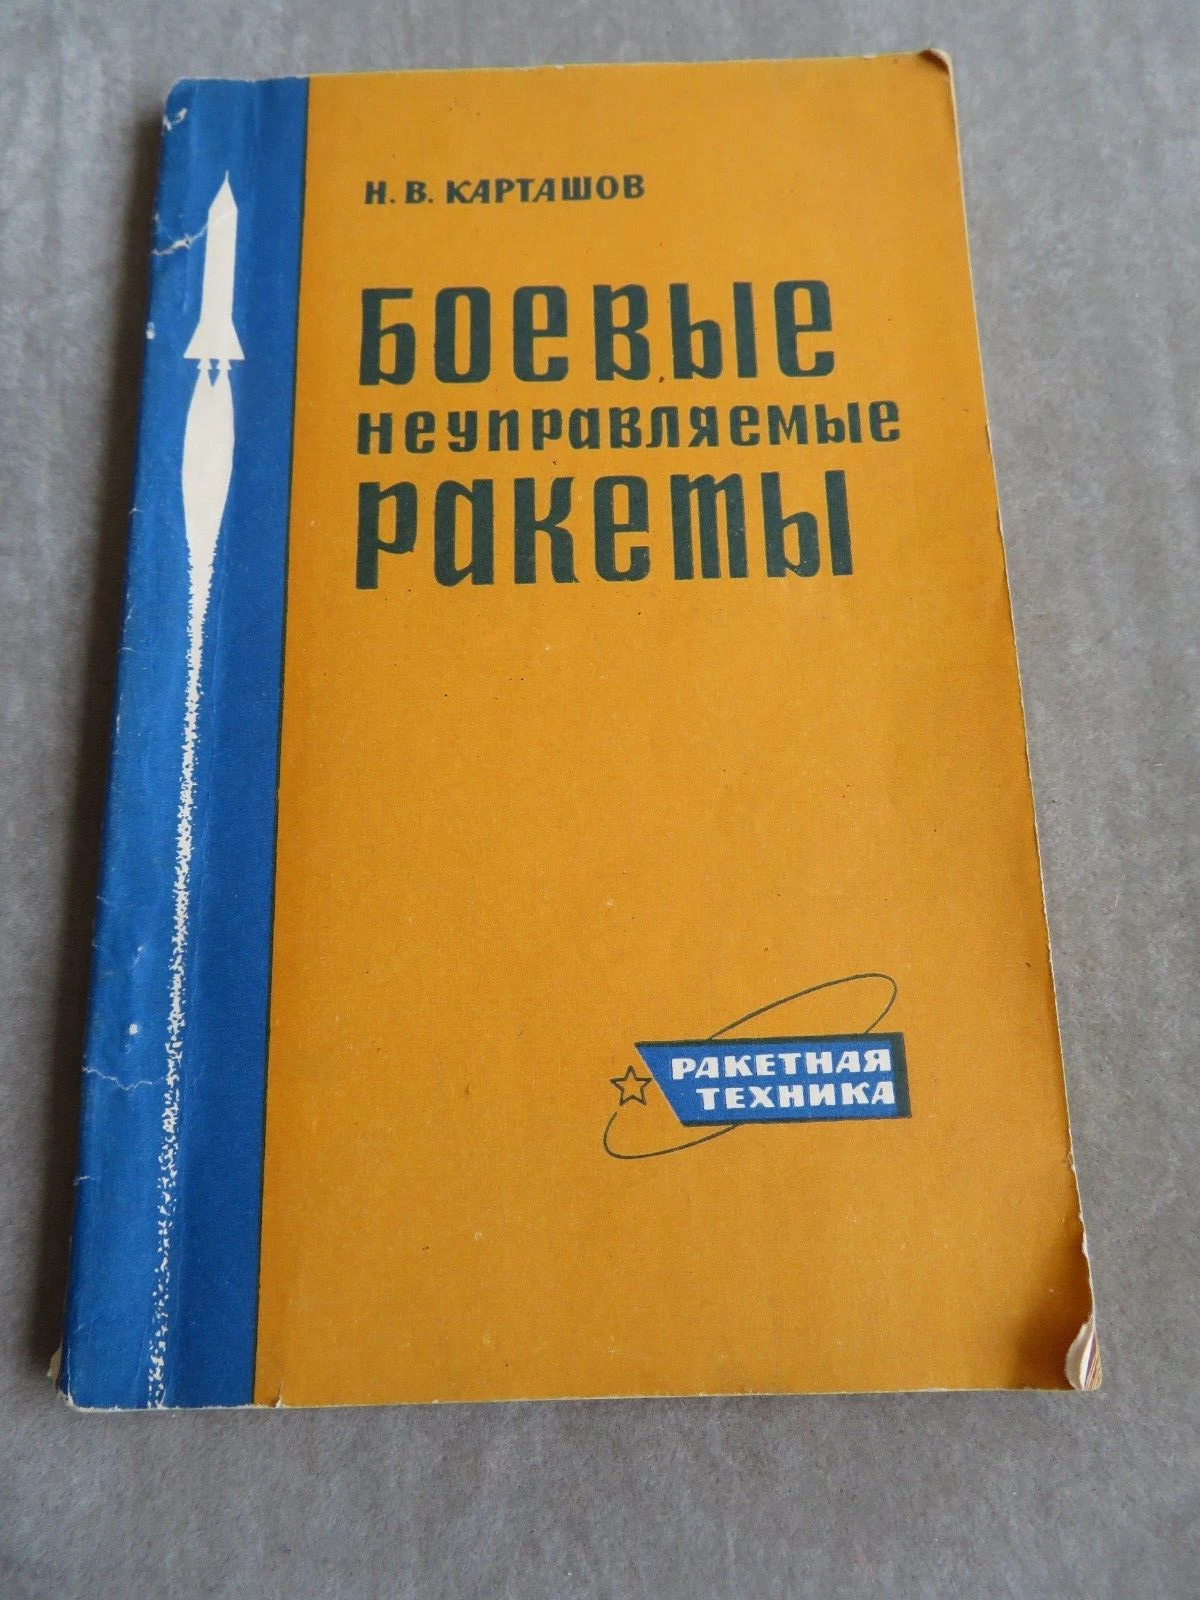 Н. В. КАРТАШОВ
Боевые
неуправляемые
ракеты
РАКЕТНАЯ
ТЕХНИКА